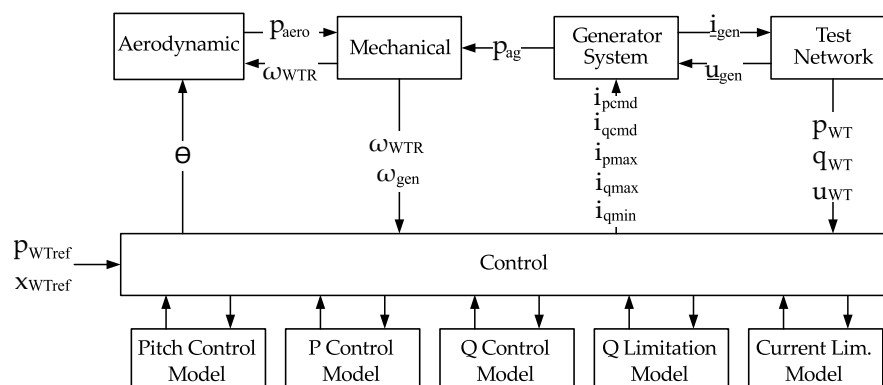 Aerodynamic
p_aero
ω_WTR
Mechanical
p_ag
Generator
System
i_gen
u_gen
Test
Network
θ
ω_WTR
ω_gen
i_pcmd
i_qcmd
i_pmax
i_qmax
i_qmin
p_WT
q_WT
u_WT
p_WTref
x_WTref
Control
Pitch Control
Model
P Control
Model
Q Control
Model
Q Limitation
Model
Current Lim.
Model